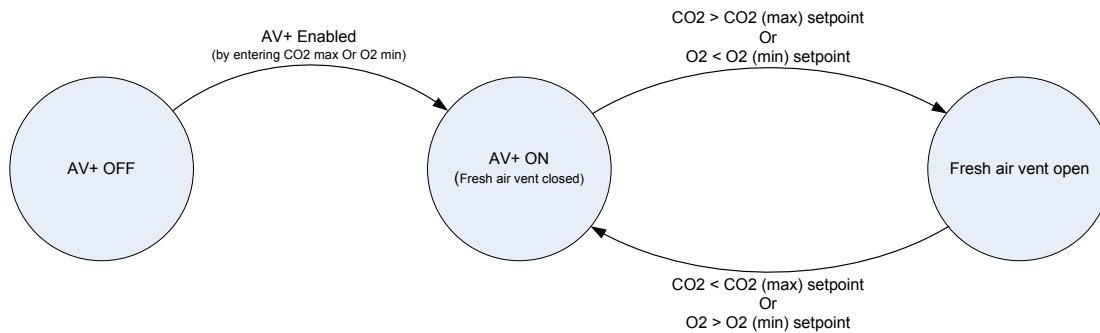 AV+ OFF
AV+ Enabled
(by entering CO2 max Or O2 min)
AV+ ON
(Fresh air vent closed)
CO2 > CO2 (max) setpoint
Or
O2 < O2 (min) setpoint
Fresh air vent open
CO2 < CO2 (max) setpoint
Or
O2 > O2 (min) setpoint